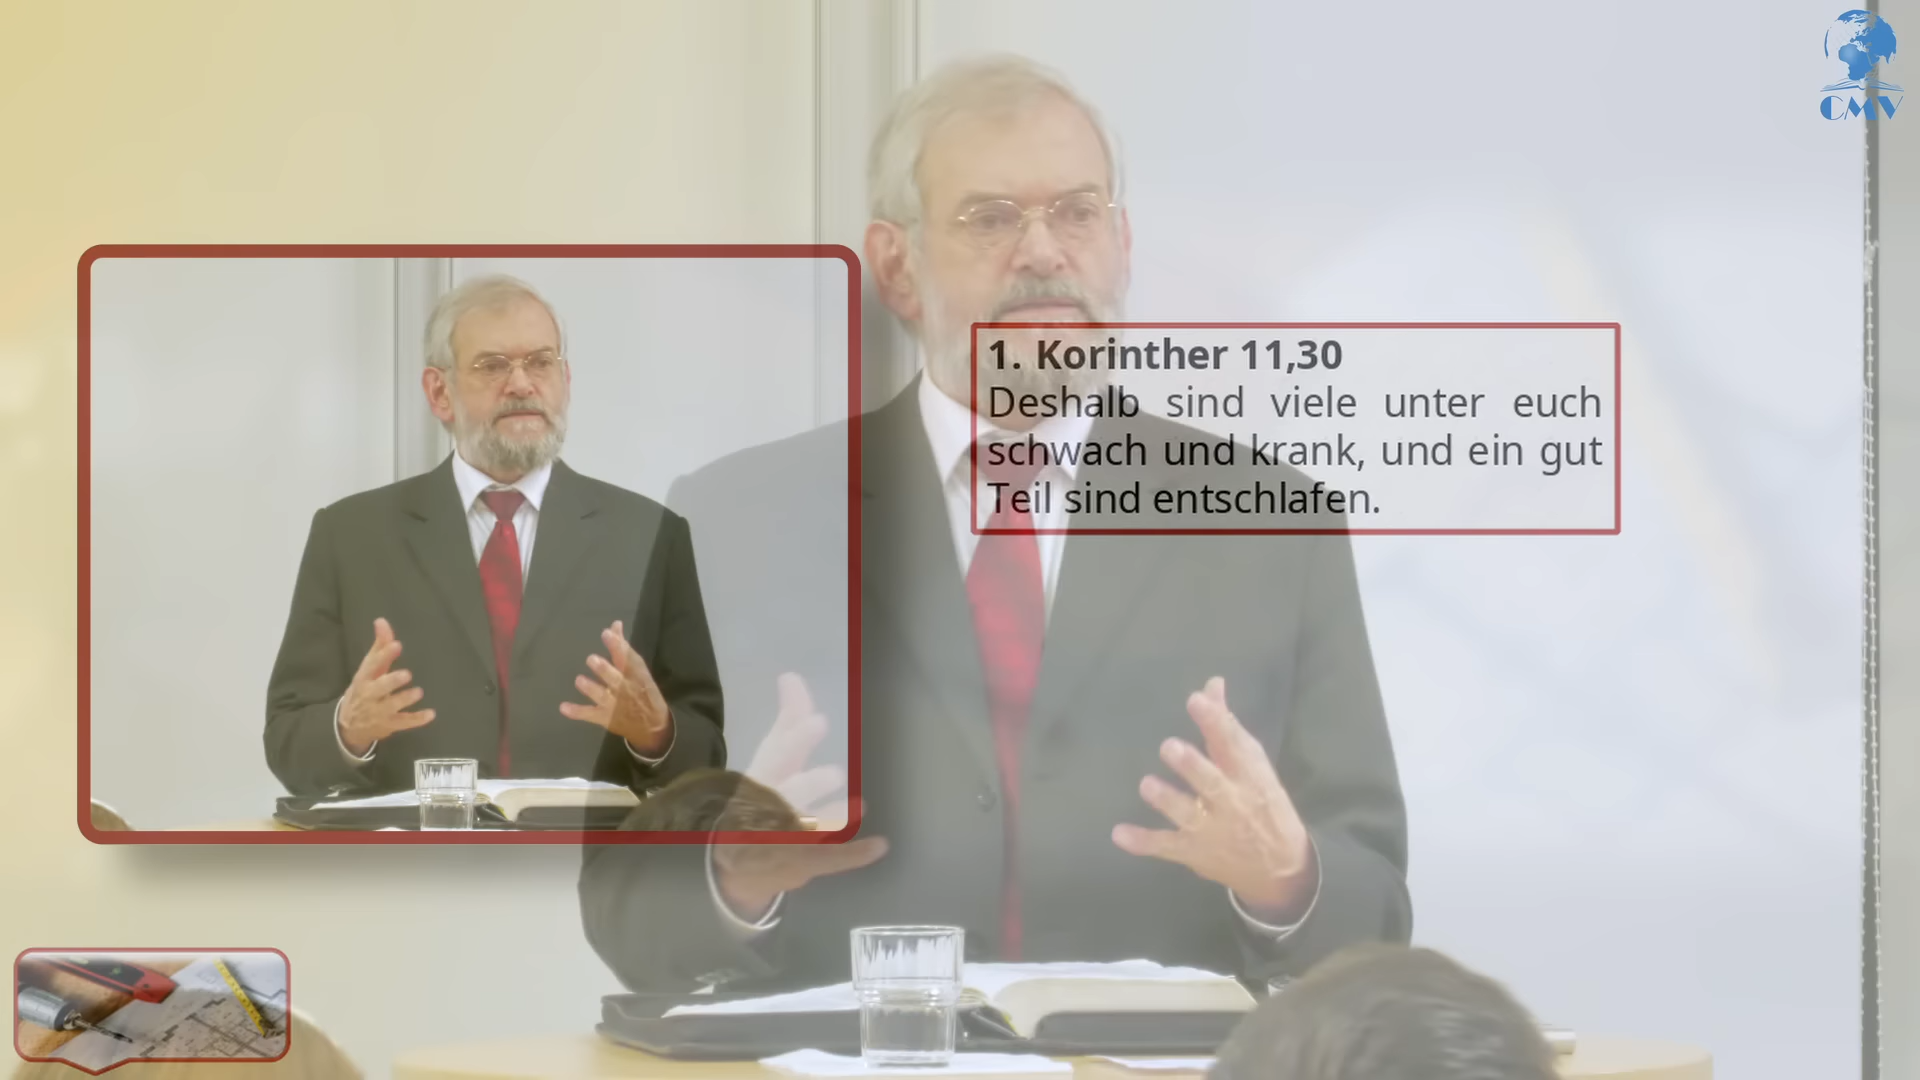 CMV
1. Korinther 11,30
Deshalb sind viele unter euch
schwach und krank, und ein gut
Teil sind entschlafen.